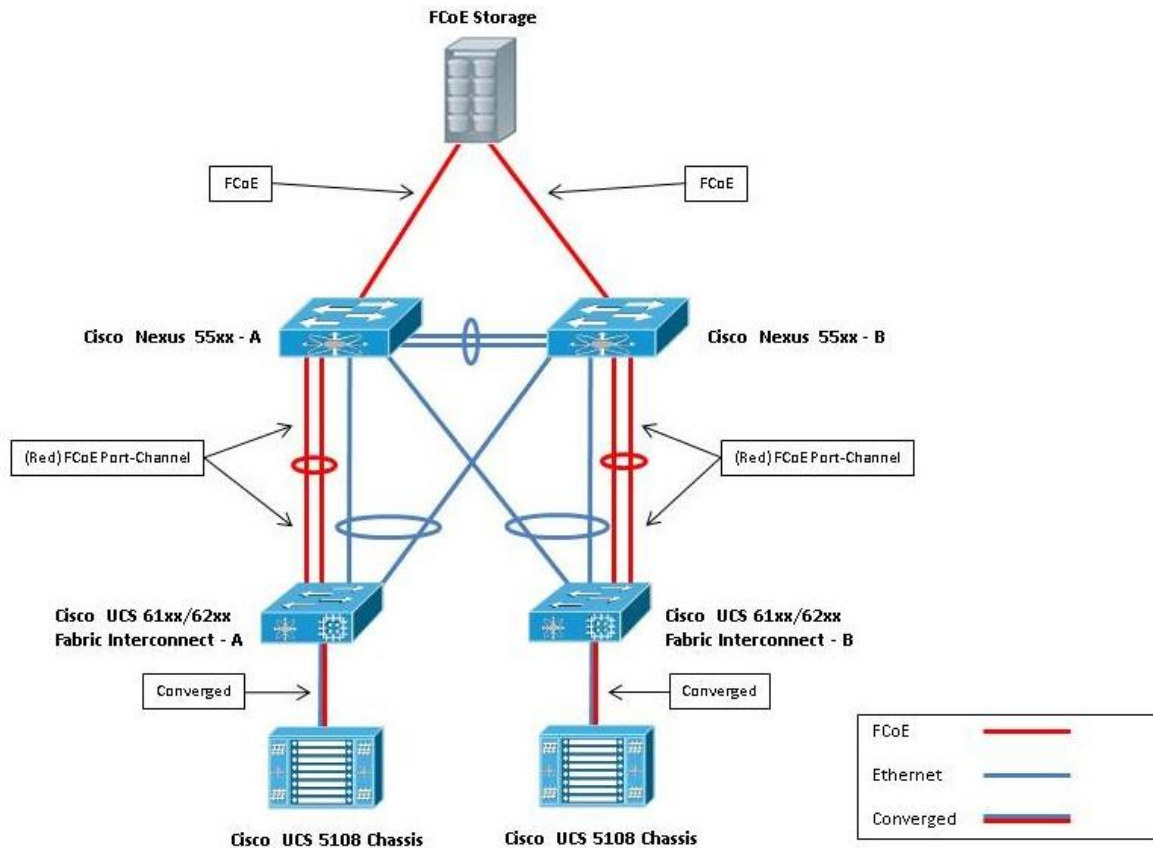 FCoE Storage
FCoE
FCoE
Cisco Nexus 55xx - A
Cisco Nexus 55xx - B
(Red) FCoE Port-Channel
(Red) FCoE Port-Channel
Cisco UCS 61xx/62xx
Fabric Interconnect - A
Cisco UCS 61xx/62xx
Fabric Interconnect - B
Converged
Converged
Cisco UCS 5108 Chassis
Cisco UCS 5108 Chassis
FCoE
Ethernet
Converged